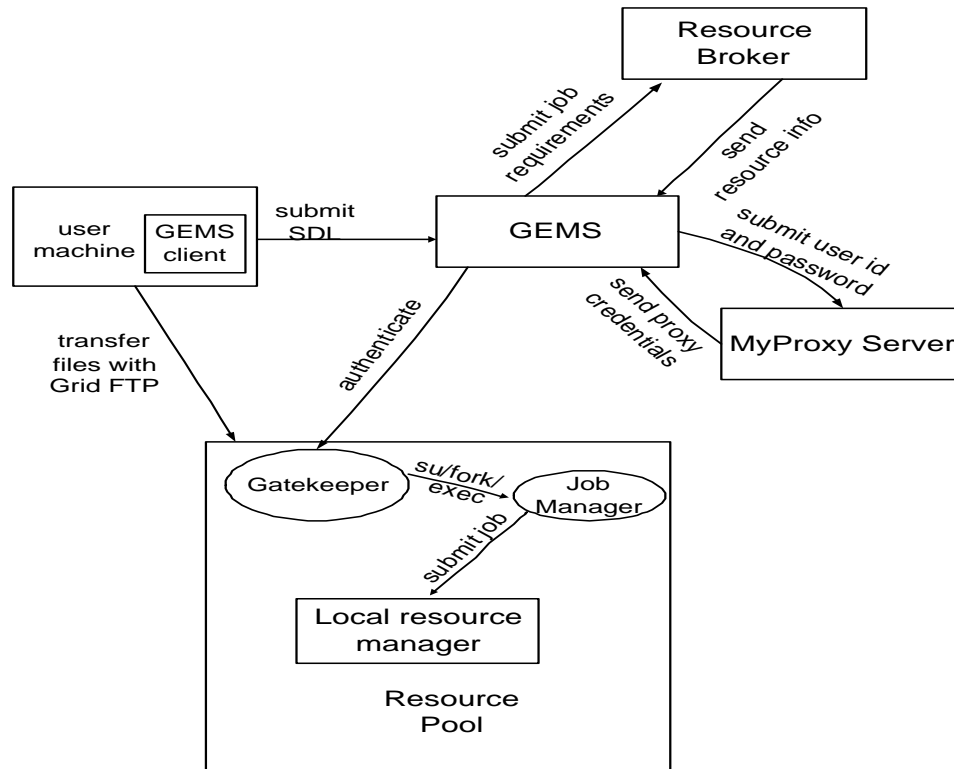 Resource
Broker
submit job
requirements
send
resource info
user
machine
GEMS
client
submit
SDL
GEMS
submit user id
and password
send proxy
credentials
MyProxy Server
transfer
files with
Grid FTP
authenticate
Gatekeeper
su/fork/
exec
Job
Manager
submit job
Local resource
manager
Resource
Pool